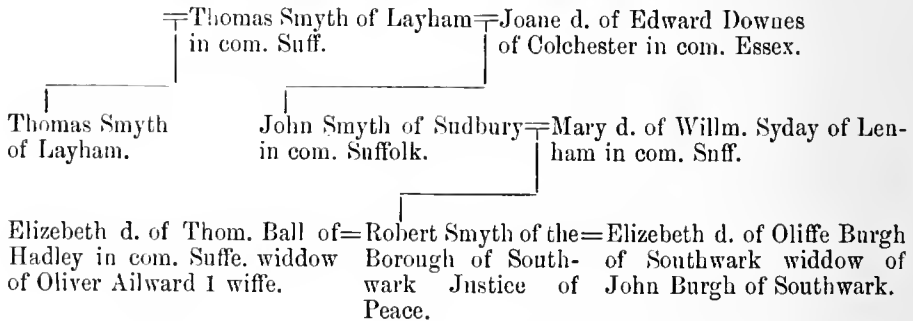 Thomas Smyth of Layham=Joane d. of Edward Downes
in com. Suff.
of Colchester in com. Essex.
Thomas Smyth
of Layham.
John Smyth of Sudbury=Mary d. of Willm. Syday of Len-
in com. Suffolk.
ham in com. Suff.
Elizebeth d. of Thom. Ball of=Robert Smyth of the=Elizebeth d. of Oliffe Burgh
Hadley in com. Suffe. widdow
of Oliver Ailward 1 wiffe.
Borough of South-
wark Justice of
Peace.
of Southwark widdow of
John Burgh of Southwark.